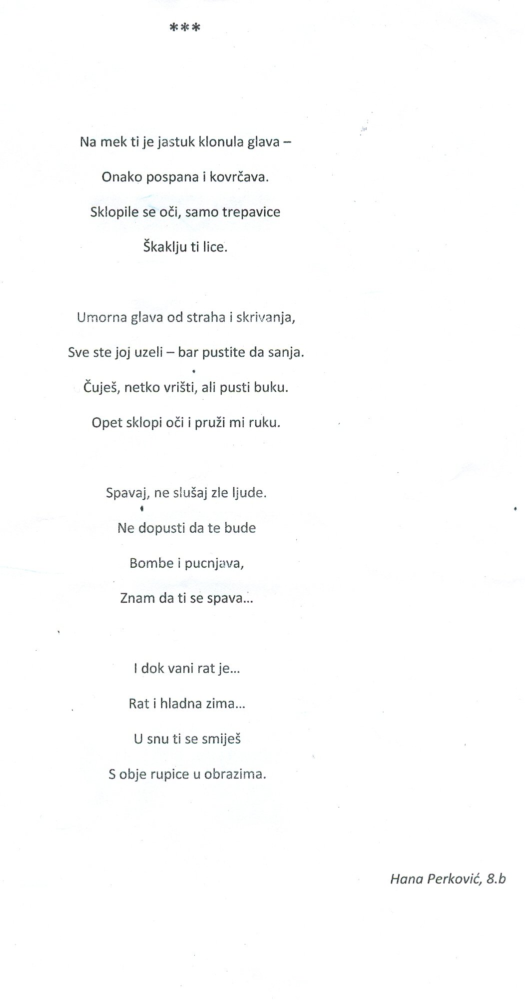 ***
Na mek ti je jastuk klonula glava –
Onako pospana i kovrčava.
Sklopile se oči, samo trepavice
Škaklju ti lice.
Umorna glava od straha i skrivanja,
Sve ste joj uzeli – bar pustite da sanja.
Čuješ, netko vrišti, ali pusti buku.
Opet sklopi oči i pruži mi ruku.
Spavaj, ne slušaj zle ljude.
Ne dopusti da te bude
Bombe i pucnjava,
Znam da ti se spava...
I dok vani rat je...
Rat i hladna zima...
U snu ti se smiješ
S obje rupice u obrazima.
Hana Perković, 8.b